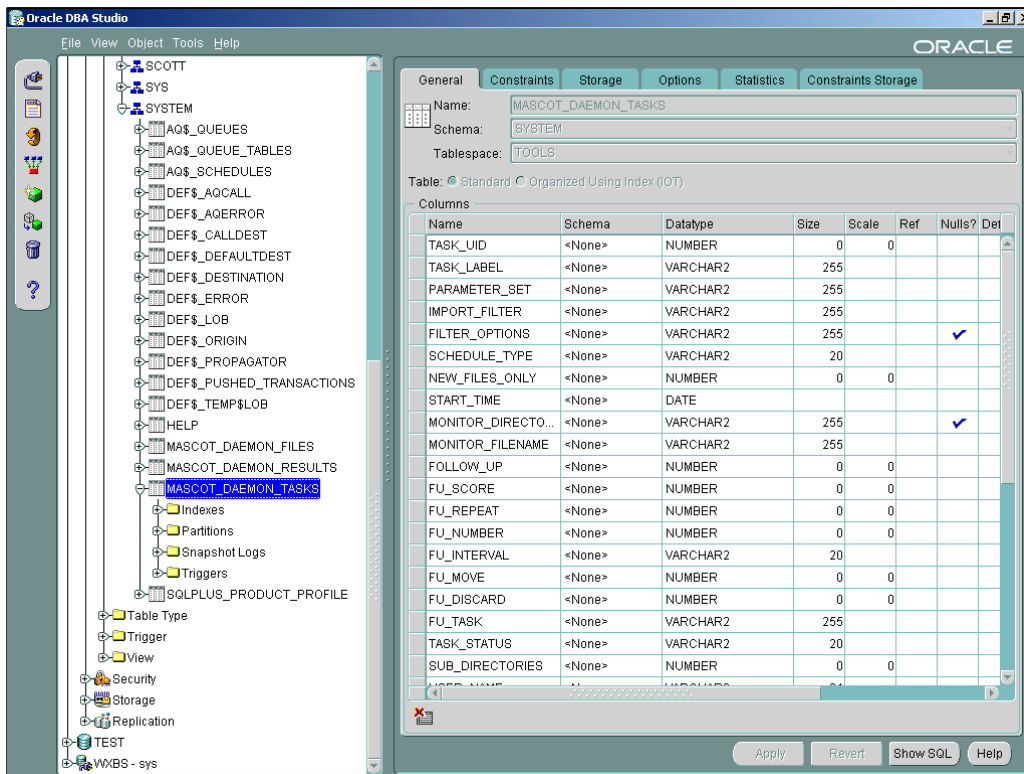 Oracle DBA Studio
File View Object Tools Help
ORACLE
SCOTT
SYS
SYSTEM
AQ$_QUEUES
AQ$_QUEUE_TABLES
AQ$_SCHEDULES
DEF$_AQCALL
DEF$_AQERROR
DEF$_CALLDEST
DEF$_DEFAULTDEST
DEF$_DESTINATION
DEF$_ERROR
DEF$_LOB
DEF$_ORIGIN
DEF$_PROPAGATOR
DEF$_PUSHED_TRANSACTIONS
DEF$_TEMP$LOB
HELP
MASCOT_DAEMON_FILES
MASCOT_DAEMON_RESULTS
MASCOT_DAEMON_TASKS
Indexes
Partitions
Snapshot Logs
Triggers
SQLPLUS_PRODUCT_PROFILE
Table Type
Trigger
View
Security
Storage
Replication
TEST
WXBS - sys
General Constraints Storage Options Statistics Constraints Storage
Name: MASCOT_DAEMON_TASKS
Schema: SYSTEM
Tablespace: TOOLS
Table: Standard Organized Using Index (IOT)
Columns
Name Schema Datatype Size Scale Ref Nulls? Def
TASK_UID <None> NUMBER 0 0
TASK_LABEL <None> VARCHAR2 255
PARAMETER_SET <None> VARCHAR2 255
IMPORT_FILTER <None> VARCHAR2 255
FILTER_OPTIONS <None> VARCHAR2 255
SCHEDULE_TYPE <None> VARCHAR2 20
NEW_FILES_ONLY <None> NUMBER 0 0
START_TIME <None> DATE
MONITOR_DIRECTO... <None> VARCHAR2 255
MONITOR_FILENAME <None> VARCHAR2 255
FOLLOW_UP <None> NUMBER 0 0
FU_SCORE <None> NUMBER 0 0
FU_REPEAT <None> NUMBER 0 0
FU_NUMBER <None> NUMBER 0 0
FU_INTERVAL <None> VARCHAR2 20
FU_MOVE <None> NUMBER 0 0
FU_DISCARD <None> NUMBER 0 0
FU_TASK <None> VARCHAR2 255
TASK_STATUS <None> VARCHAR2 20
SUB_DIRECTORIES <None> NUMBER 0 0
Apply Revert Show SQL Help